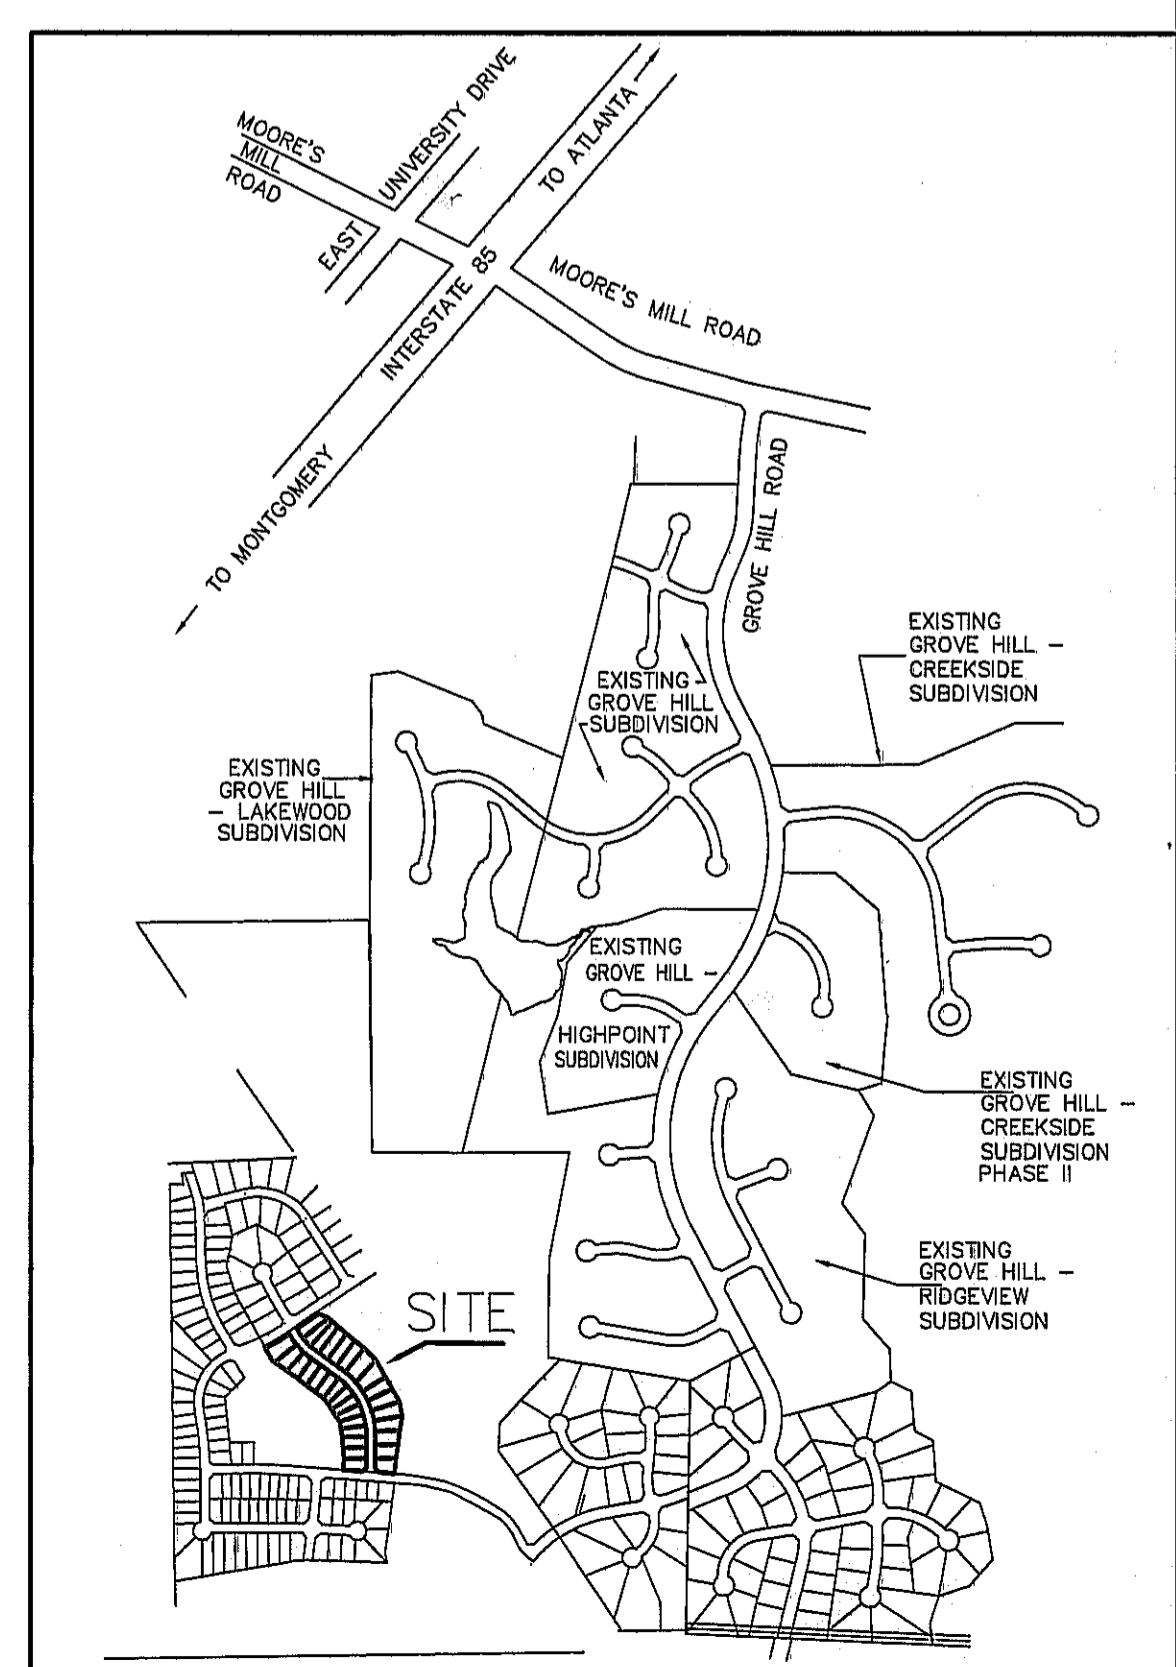 MOORE'S
MILL
ROAD
EAST
UNIVERSITY DRIVE
TO ATLANTA
INTERSTATE 85
MOORE'S MILL ROAD
TO MONTGOMERY
GROVE HILL ROAD
EXISTING
GROVE HILL –
CREEKSIDE
SUBDIVISION
EXISTING
GROVE HILL
SUBDIVISION
EXISTING
GROVE HILL
– LAKEWOOD
SUBDIVISION
EXISTING
GROVE HILL –
HIGHPOINT
SUBDIVISION
EXISTING
GROVE HILL –
CREEKSIDE
SUBDIVISION
PHASE II
EXISTING
GROVE HILL –
RIDGEVIEW
SUBDIVISION
SITE